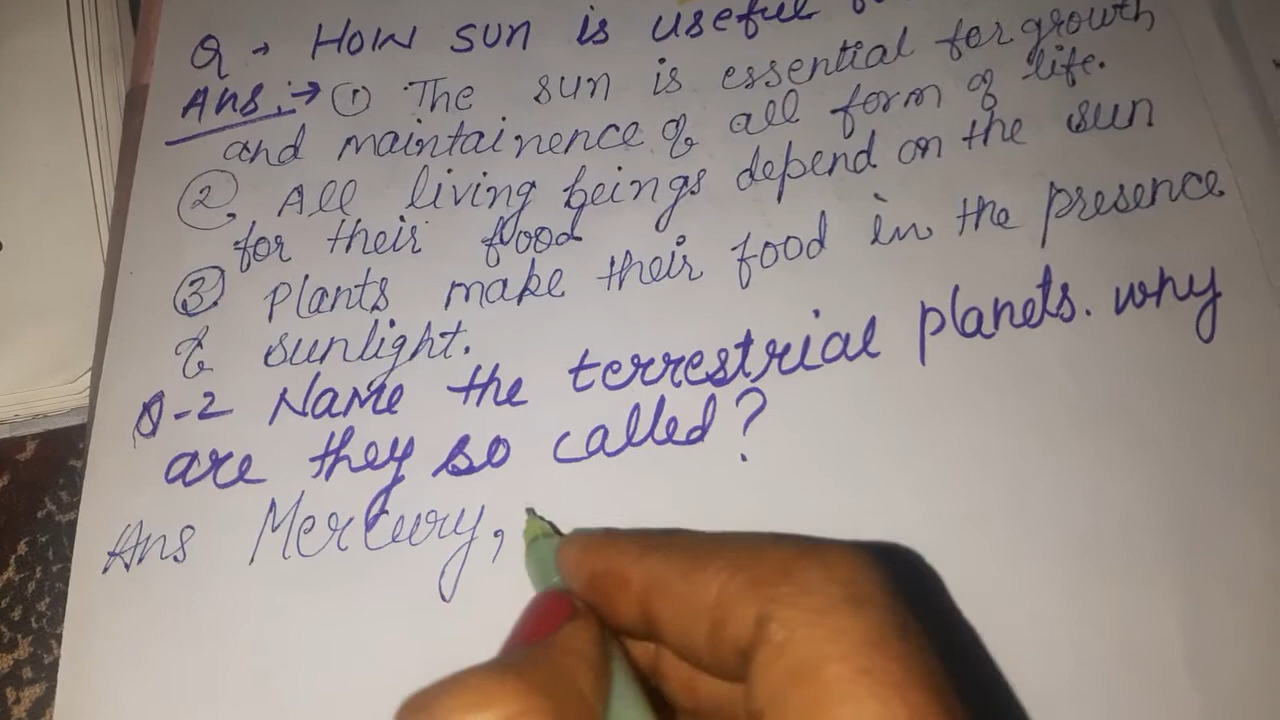 Q → How sun is useful
Ans:→ ① The sun is essential for growth
and maintainence of all form of life.
② All living beings depend on the sun
for their food
③ Plants make their food in the presence
of sunlight.
Q-2 Name the terrestrial planets. why
are they so called?
Ans Mercury,